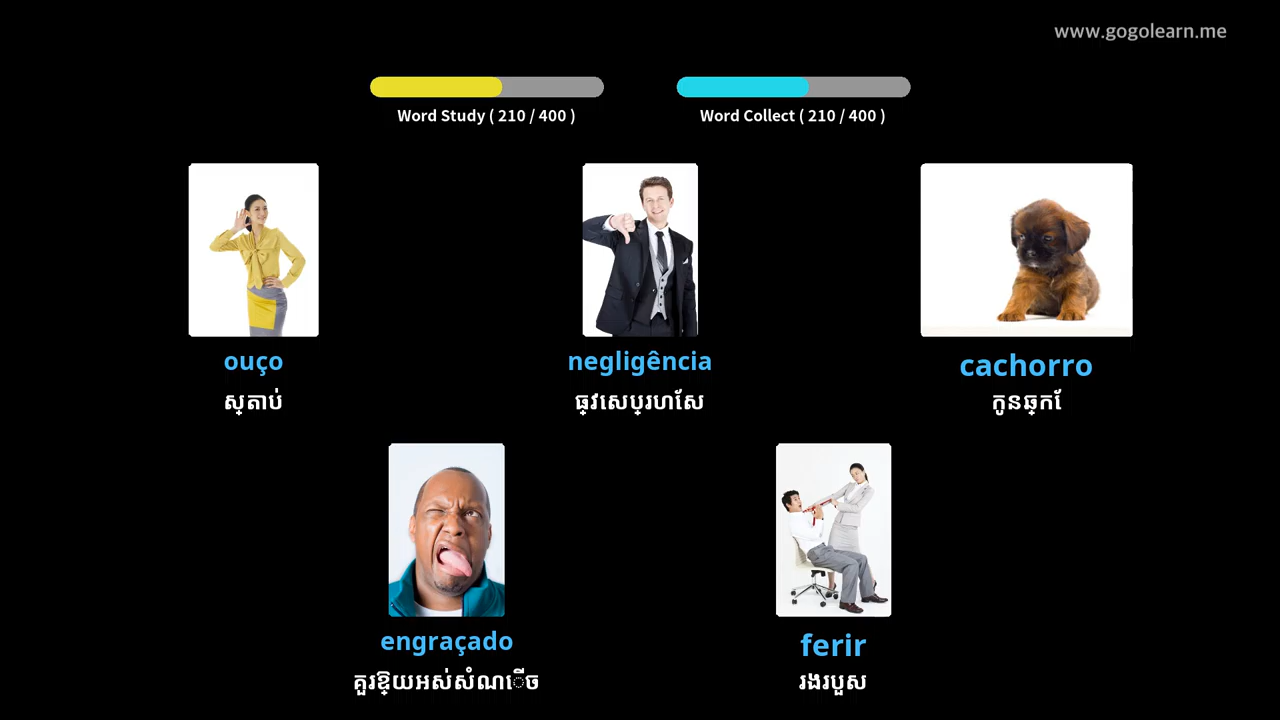 www.gogolearn.me
Word Study ( 210 / 400 )
Word Collect ( 210 / 400 )
ouço
ស្តាប់
negligência
ធ្វសេប្រហសែ
cachorro
កូនឆ្កែ
engraçado
គួរឱ្យអស់សំណើច
ferir
រងរបួស